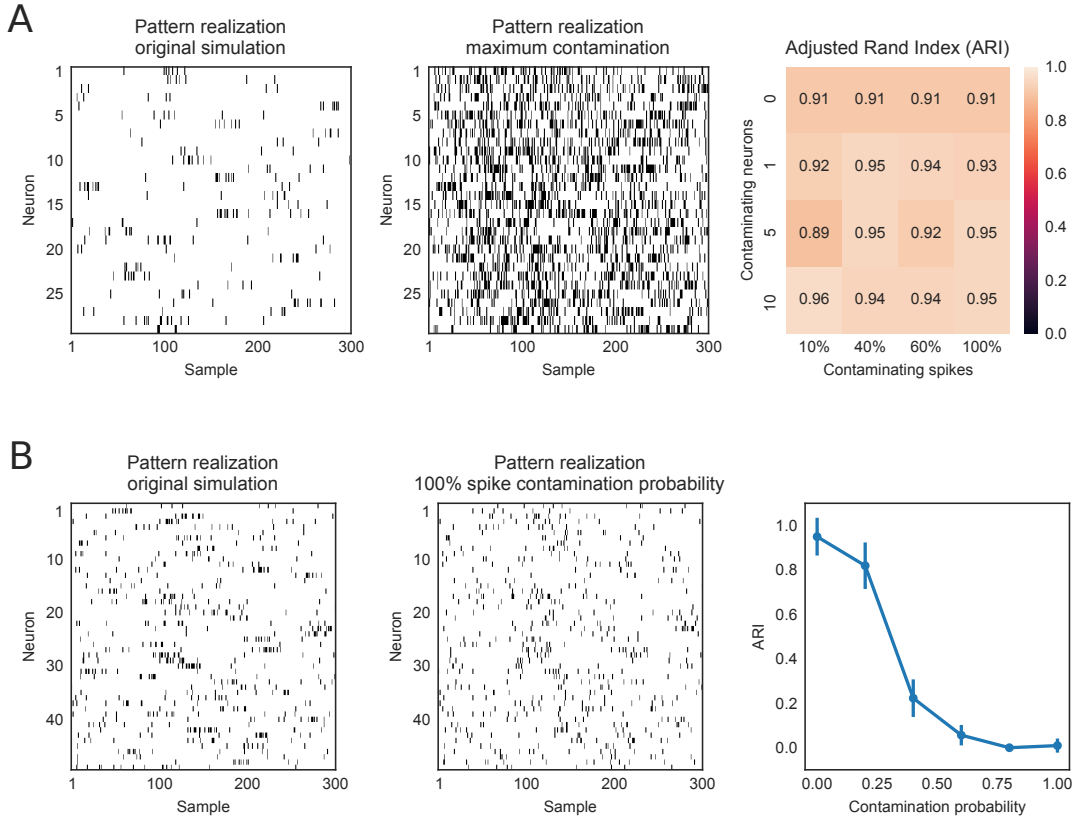 A
Pattern realization
original simulation
Neuron
1
5
10
15
20
25
1 100 200 300
Sample
Pattern realization
maximum contamination
Neuron
1
5
10
15
20
25
1 100 200 300
Sample
Adjusted Rand Index (ARI)
Contaminating neurons
0 0.91 0.91 0.91 0.91
1 0.92 0.95 0.94 0.93
5 0.89 0.95 0.92 0.95
10 0.96 0.94 0.94 0.95
10% 40% 60% 100%
Contaminating spikes
1.0
0.8
0.6
0.4
0.2
0.0
B
Pattern realization
original simulation
Neuron
1
10
20
30
40
1 100 200 300
Sample
Pattern realization
100% spike contamination probability
Neuron
1
10
20
30
40
1 100 200 300
Sample
ARI
1.0
0.8
0.6
0.4
0.2
0.0
0.00 0.25 0.50 0.75 1.00
Contamination probability